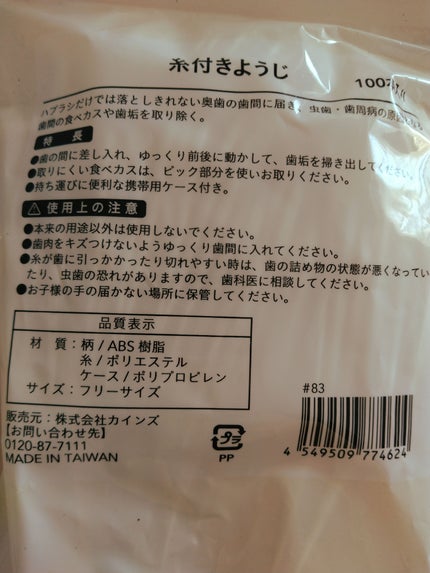 糸付きようじ
100本入
ハブラシだけでは落としきれない奥歯の歯間に届き、虫歯・歯周病の原因となる
歯間の食べカスや歯垢を取り除く。
特 長
●歯の間に差し入れ、ゆっくり前後に動かして、歯垢を掻き出してください。
●取りにくい食べカスは、ピック部分を使いお取りください。
●持ち運びに便利な携帯用ケース付き。
使用上の注意
●本来の用途以外は使用しないでください。
●歯肉をキズつけないようゆっくり歯間に入れてください。
●糸が歯に引っかかったり切れやすい時は、歯の詰め物の状態が悪くなってい
たり、虫歯の恐れがありますので、歯科医に相談してください。
●お子様の手の届かない場所に保管してください。
品質表示
材 質：柄/ABS樹脂
糸/ポリエステル
ケース/ポリプロピレン
サイズ：フリーサイズ
販売元：株式会社カインズ
【お問い合わせ先】
0120-87-7111
MADE IN TAIWAN
プラ
PP
#83
4 549509 774624